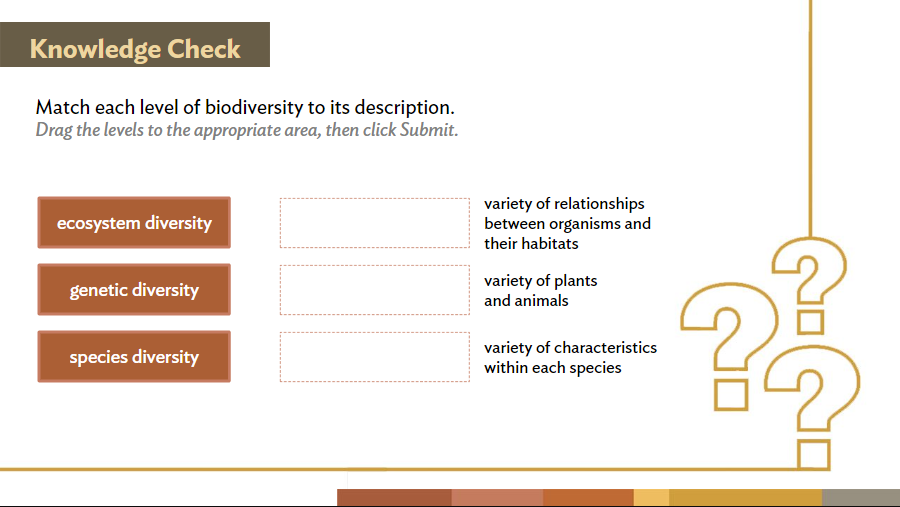 Knowledge Check
Match each level of biodiversity to its description.
Drag the levels to the appropriate area, then click Submit.
ecosystem diversity
variety of relationships
between organisms and
their habitats
genetic diversity
variety of plants
and animals
species diversity
variety of characteristics
within each species
? ? ?